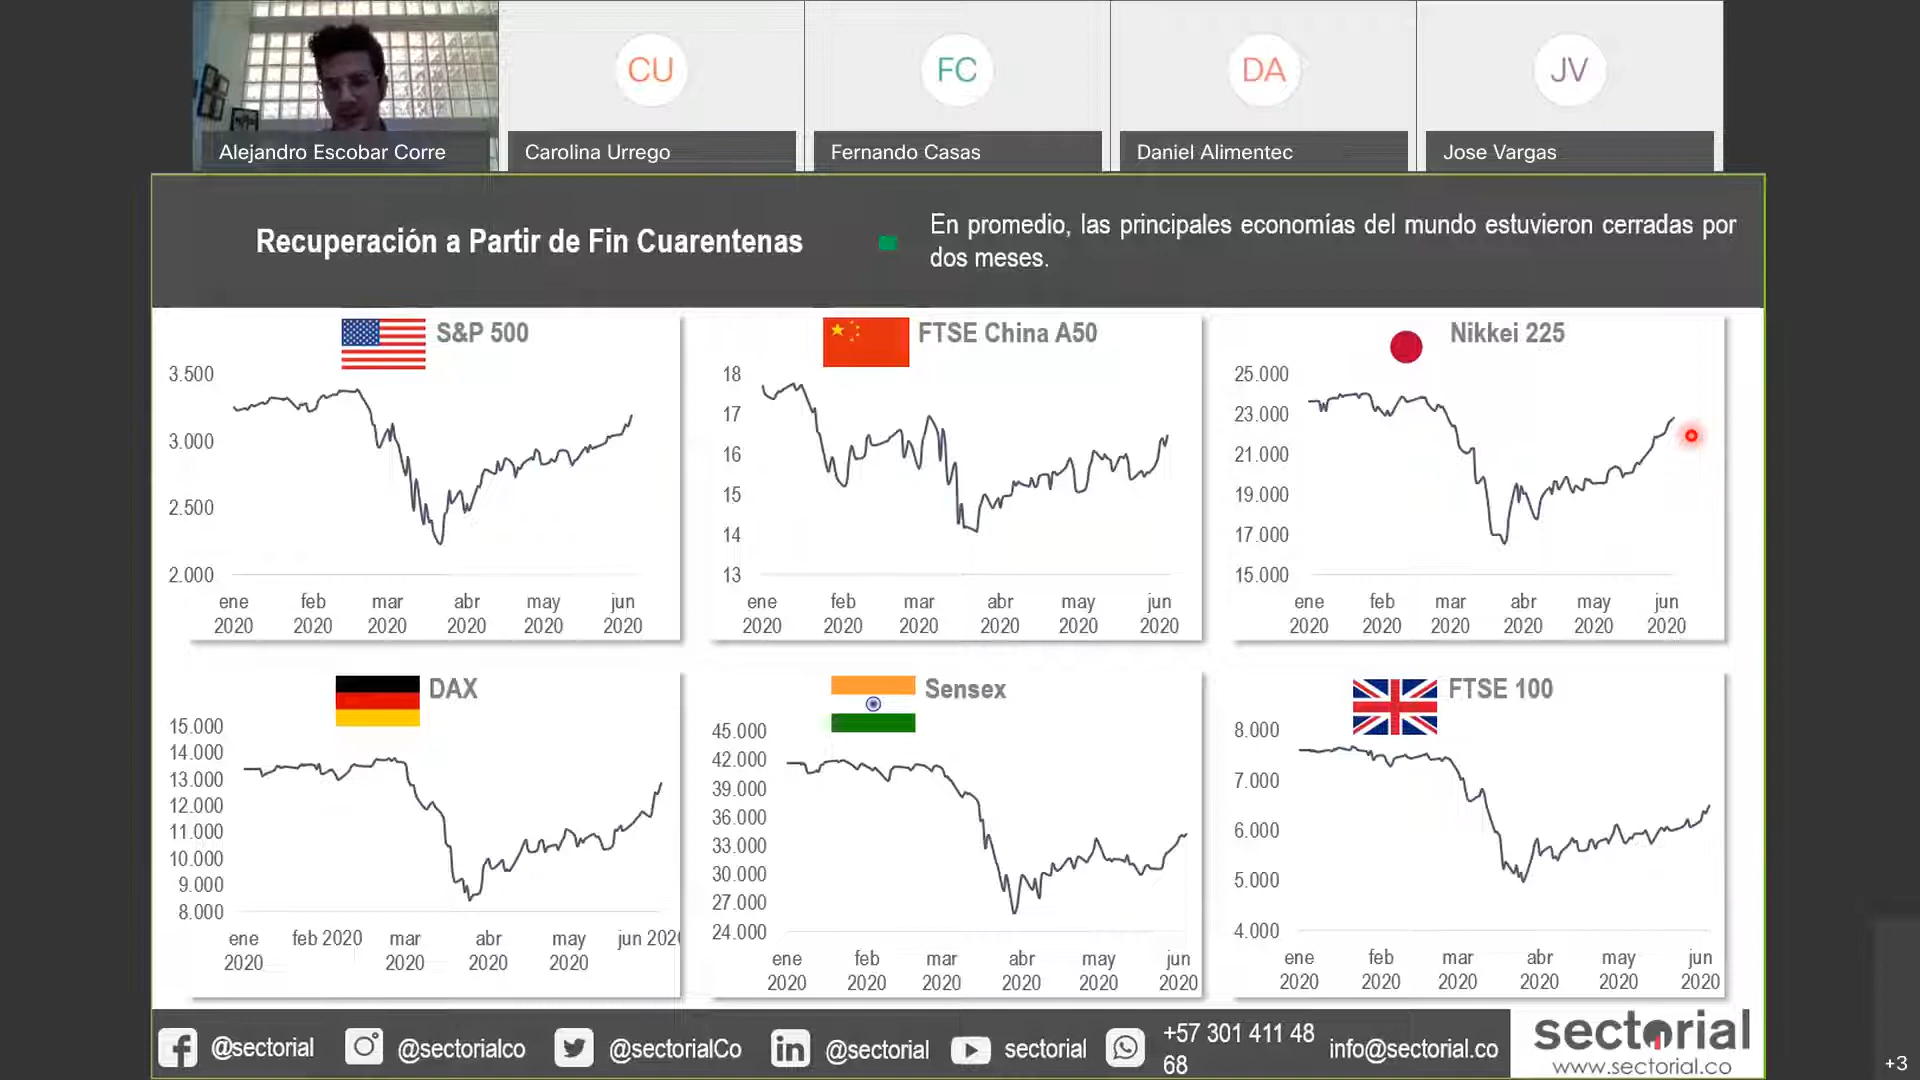 CU
FC
DA
JV
Alejandro Escobar Corre
Carolina Urrego
Fernando Casas
Daniel Alimentec
Jose Vargas
Recuperación a Partir de Fin Cuarentenas
En promedio, las principales economías del mundo estuvieron cerradas por
dos meses.
S&P 500
3.500
3.000
2.500
2.000
ene feb mar abr may jun
2020 2020 2020 2020 2020 2020
FTSE China A50
18
17
16
15
14
13
ene feb mar abr may jun
2020 2020 2020 2020 2020 2020
Nikkei 225
25.000
23.000
21.000
19.000
17.000
15.000
ene feb mar abr may jun
2020 2020 2020 2020 2020 2020
DAX
15.000
14.000
13.000
12.000
11.000
10.000
9.000
8.000
ene feb 2020 mar abr may jun 202
2020 2020 2020 2020
Sensex
45.000
42.000
39.000
36.000
33.000
30.000
27.000
24.000
ene feb mar abr may jun
2020 2020 2020 2020 2020 2020
FTSE 100
8.000
7.000
6.000
5.000
4.000
ene feb mar abr may jun
2020 2020 2020 2020 2020 2020
@sectorial
@sectorialco
@sectorialCo
in
@sectorial
sectorial
+57 301 411 48
68
info@sectorial.co
sectorial
www.sectorial.co
+3